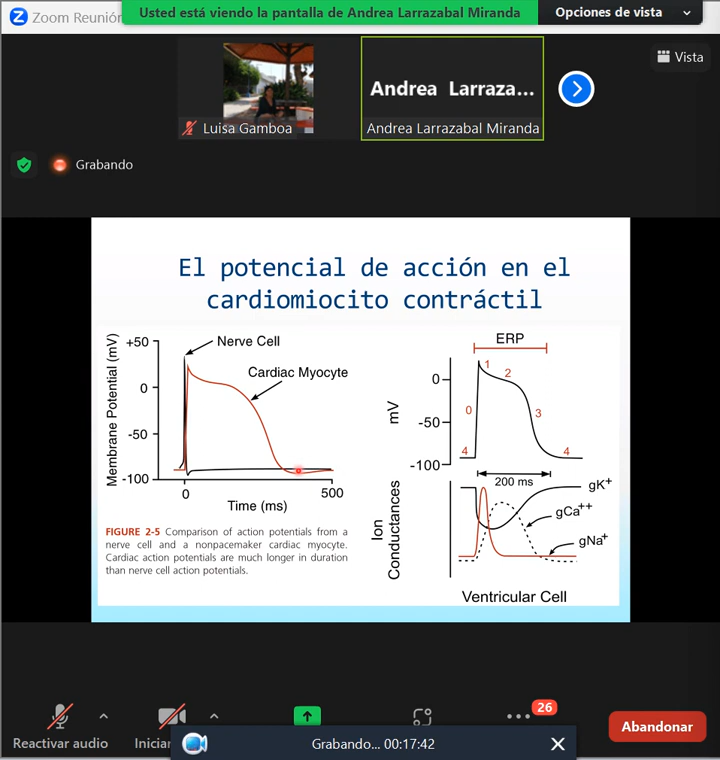 Zoom Reunión
Usted está viendo la pantalla de Andrea Larrazabal Miranda
Opciones de vista
Luisa Gamboa
Andrea Larraza...
Andrea Larrazabal Miranda
Vista
Grabando
El potencial de acción en el
cardiomiocito contráctil
Membrane Potential (mV)
+50
0
-50
-100
Nerve Cell
Cardiac Myocyte
0
500
Time (ms)
FIGURE 2-5 Comparison of action potentials from a
nerve cell and a nonpacemaker cardiac myocyte.
Cardiac action potentials are much longer in duration
than nerve cell action potentials.
ERP
mV
0
-50
-100
0
1
2
3
4
4
200 ms
Ion
Conductances
gK+
gCa++
gNa+
Ventricular Cell
Reactivar audio
Iniciar
26
Abandonar
Grabando... 00:17:42